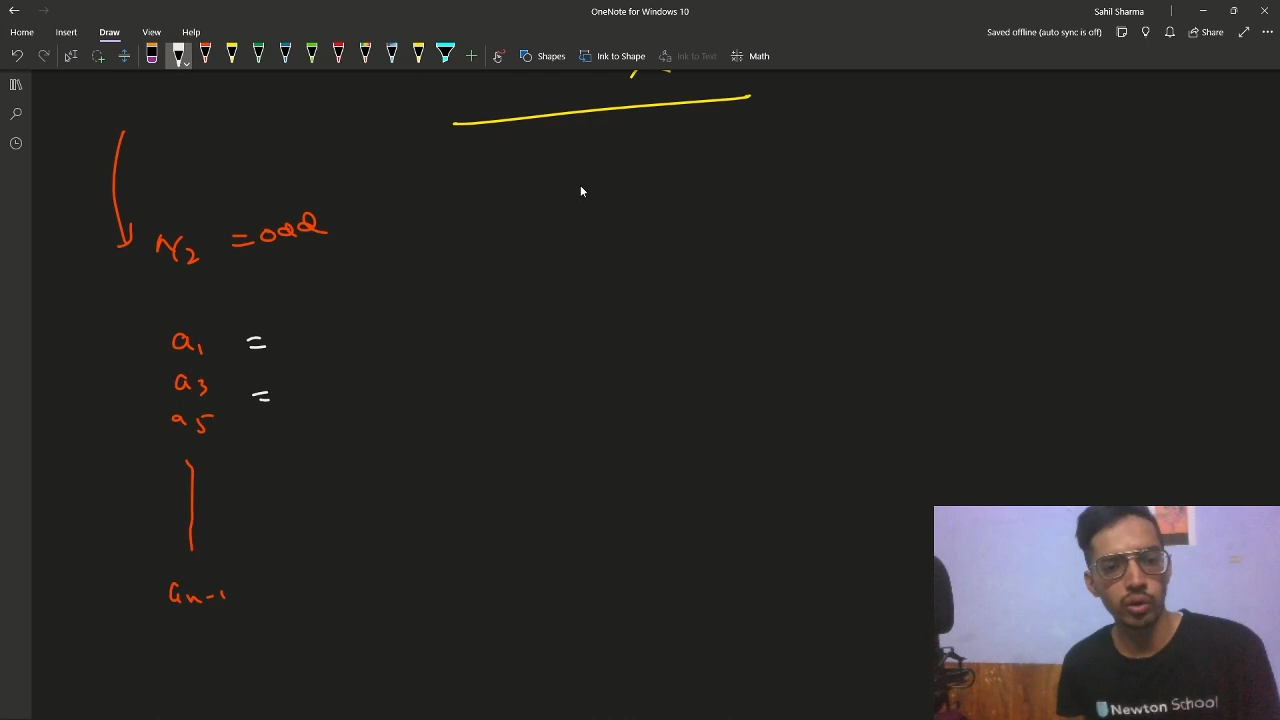 OneNote for Windows 10
Sahil Sharma
Home Insert Draw View Help
Saved offline (auto sync is off)
Share
Shapes
Ink to Shape
Ink to Text
Math
N/2 = odd
a1 =
a3 =
a5
an-1
Newton School